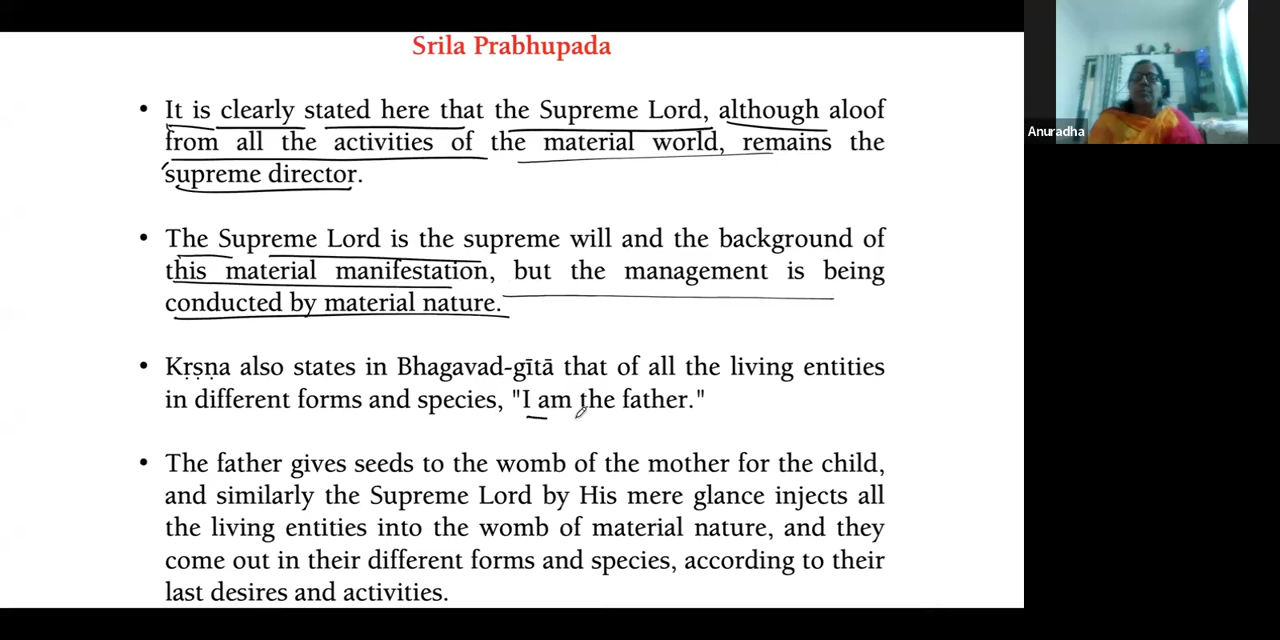 Srila Prabhupada
• It is clearly stated here that the Supreme Lord, although aloof
from all the activities of the material world, remains the
supreme director.
• The Supreme Lord is the supreme will and the background of
this material manifestation, but the management is being
conducted by material nature.
• Kṛṣṇa also states in Bhagavad-gītā that of all the living entities
in different forms and species, "I am the father."
• The father gives seeds to the womb of the mother for the child,
and similarly the Supreme Lord by His mere glance injects all
the living entities into the womb of material nature, and they
come out in their different forms and species, according to their
last desires and activities.
Anuradha